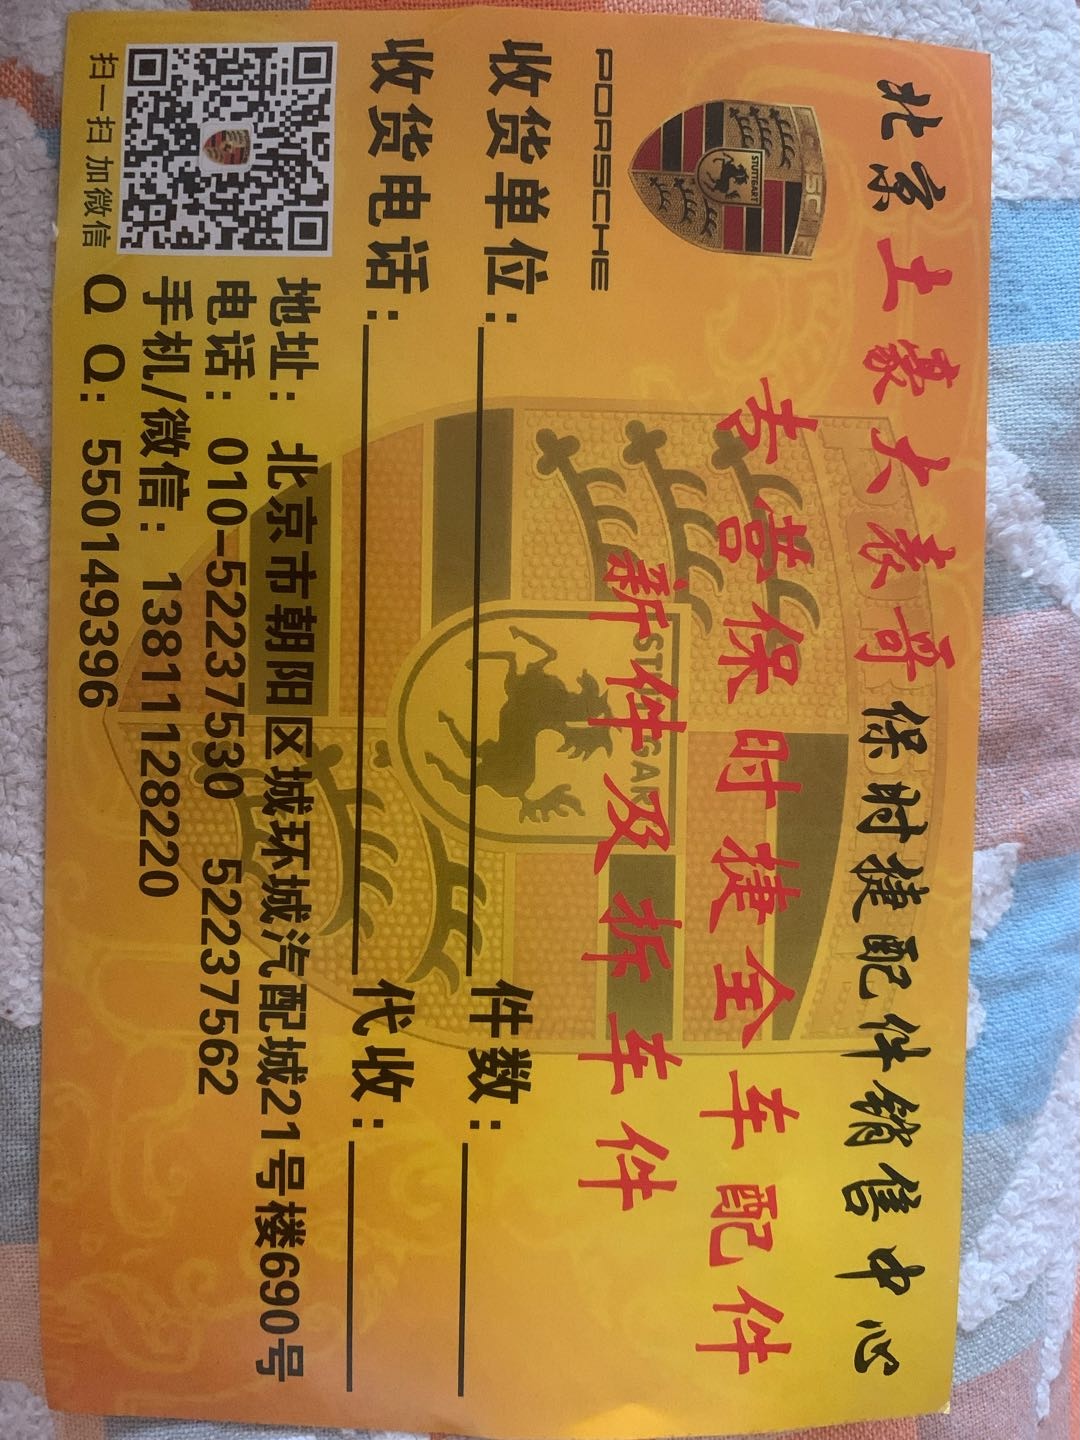 北京土豪大表哥保时捷配件销售中心
专营保时捷全车配件
新件及拆车件
PORSCHE
STUTTGART
收货单位：
件数：
收货电话：
代收：
地址：北京市朝阳区城环城汽配城21号楼690号
电话：010-52237530 52237562
手机/微信：13811128220
Q Q：550149396
扫一扫 加微信